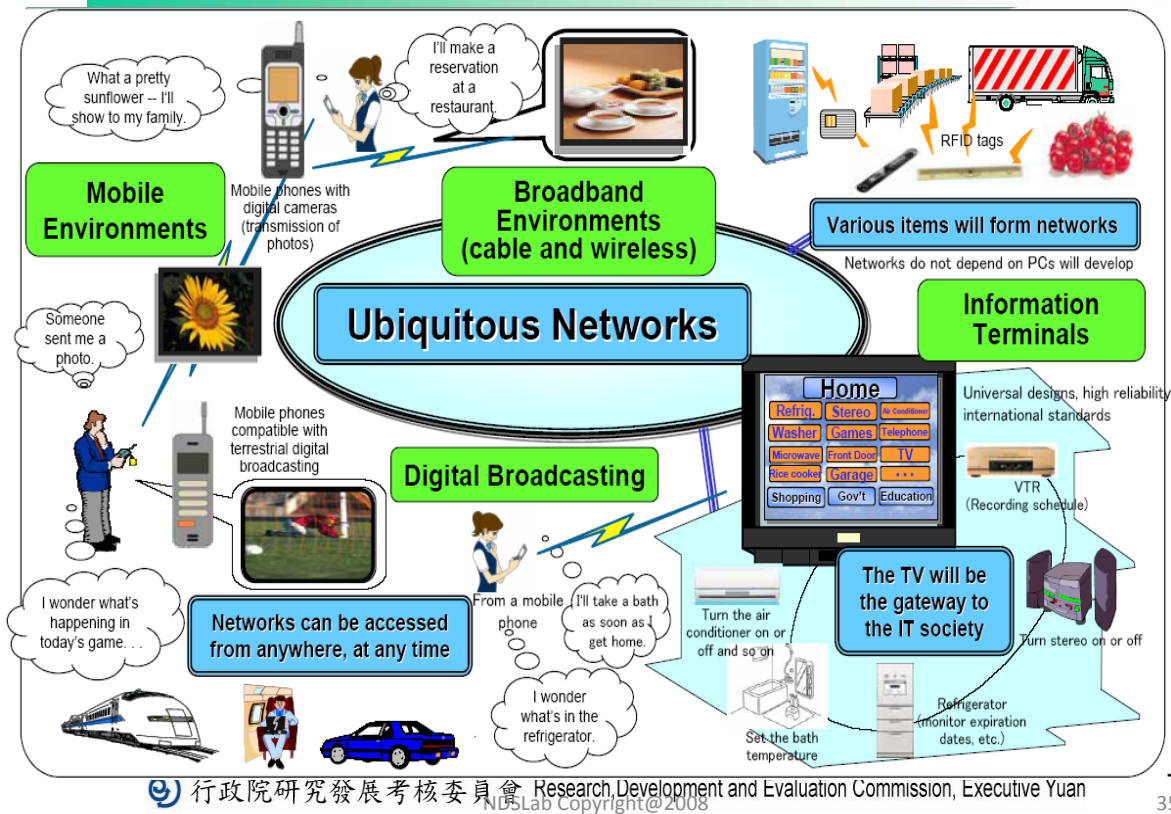 What a pretty
sunflower -- I'll
show to my family.
I'll make a
reservation
at a
restaurant.
RFID tags
Mobile
Environments
Mobile phones with
digital cameras
(transmission of
photos)
Broadband
Environments
(cable and wireless)
Various items will form networks
Networks do not depend on PCs will develop
Ubiquitous Networks
Information
Terminals
Someone
sent me a
photo.
Universal designs, high reliability
international standards
Home
Refrig.
Stereo
Air Conditioner
Washer
Games
Telephone
Microwave
Front Door
TV
Rice cooker
Garage
• • •
Shopping
Gov't
Education
Mobile phones
compatible with
terrestrial digital
broadcasting
Digital Broadcasting
VTR
(Recording schedule)
The TV will be
the gateway to
the IT society
I wonder what's
happening in
today's game. . .
Networks can be accessed
from anywhere, at any time
From a mobile
phone
I'll take a bath
as soon as I
get home.
Turn the air
conditioner on or
off and so on
Turn stereo on or off
I wonder
what's in the
refrigerator.
Set the bath
temperature
Refrigerator
(monitor expiration
dates, etc.)
行政院研究發展考核委員會 Research,Development and Evaluation Commission, Executive Yuan
NDSLab Copyright@2008
35